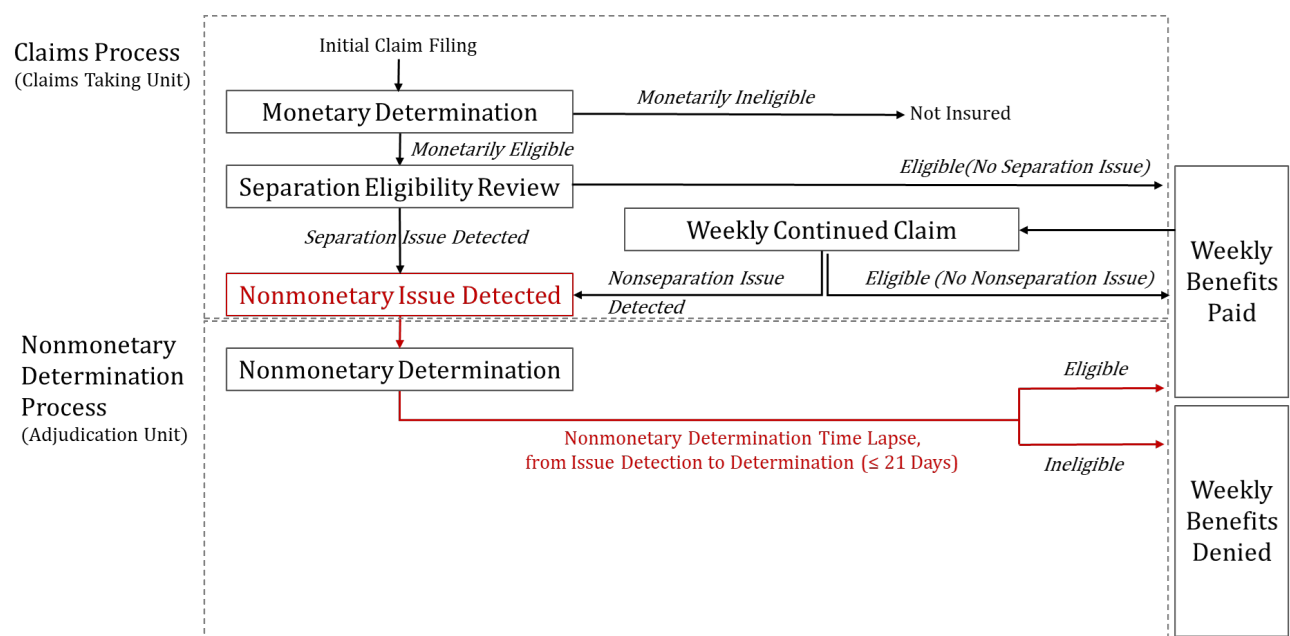 Claims Process
(Claims Taking Unit)
Initial Claim Filing
Monetary Determination
Monetarily Ineligible
Not Insured
Monetarily Eligible
Separation Eligibility Review
Eligible(No Separation Issue)
Separation Issue Detected
Weekly Continued Claim
Nonmonetary Issue Detected
Nonseparation Issue
Detected
Eligible (No Nonseparation Issue)
Weekly
Benefits
Paid
Nonmonetary
Determination
Process
(Adjudication Unit)
Nonmonetary Determination
Eligible
Nonmonetary Determination Time Lapse,
from Issue Detection to Determination (≤ 21 Days)
Ineligible
Weekly
Benefits
Denied